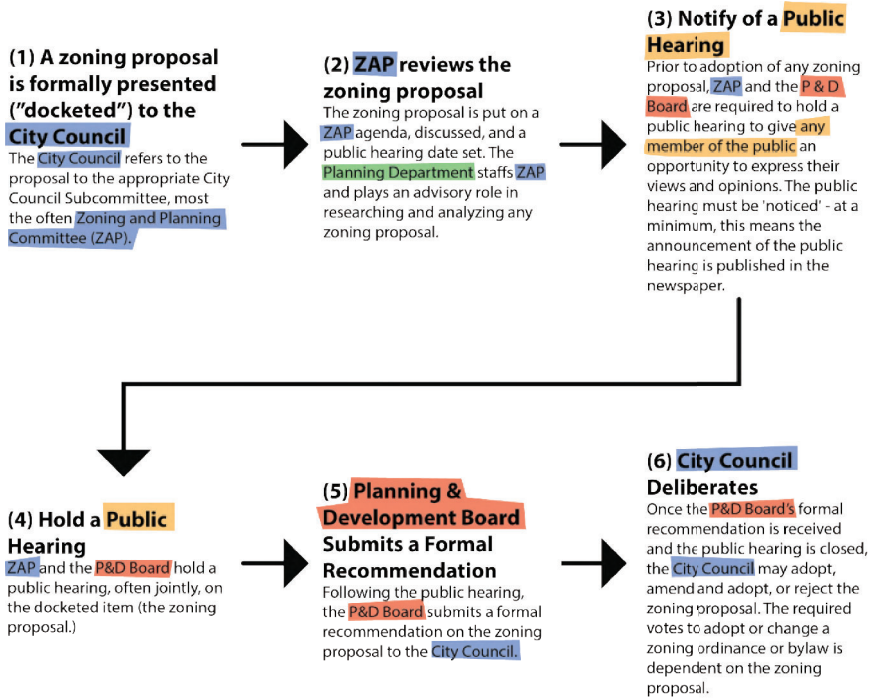 (1) A zoning proposal
is formally presented
("docketed") to the
City Council
The City Council refers to the
proposal to the appropriate City
Council Subcommittee, most
the often Zoning and Planning
Committee (ZAP).
(2) ZAP reviews the
zoning proposal
The zoning proposal is put on a
ZAP agenda, discussed, and a
public hearing date set. The
Planning Department staffs ZAP
and plays an advisory role in
researching and analyzing any
zoning proposal.
(3) Notify of a Public
Hearing
Prior to adoption of any zoning
proposal, ZAP and the P & D
Board are required to hold a
public hearing to give any
member of the public an
opportunity to express their
views and opinions. The public
hearing must be 'noticed' - at a
minimum, this means the
announcement of the public
hearing is published in the
newspaper.
(4) Hold a Public
Hearing
ZAP and the P&D Board hold a
public hearing, often jointly, on
the docketed item (the zoning
proposal.)
(5) Planning &
Development Board
Submits a Formal
Recommendation
Following the public hearing,
the P&D Board submits a formal
recommendation on the zoning
proposal to the City Council.
(6) City Council
Deliberates
Once the P&D Board's formal
recommendation is received
and the public hearing is closed,
the City Council may adopt,
amend and adopt, or reject the
zoning proposal. The required
votes to adopt or change a
zoning ordinance or bylaw is
dependent on the zoning
proposal.